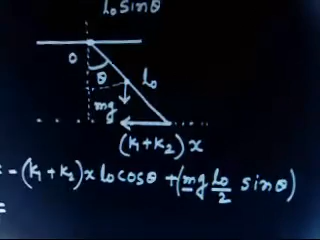 l₀ sinθ
O
θ
l₀
mg
(K₁+K₂)x
= -(K₁+K₂)x l₀ cosθ + (mg l₀/2 sinθ)
=